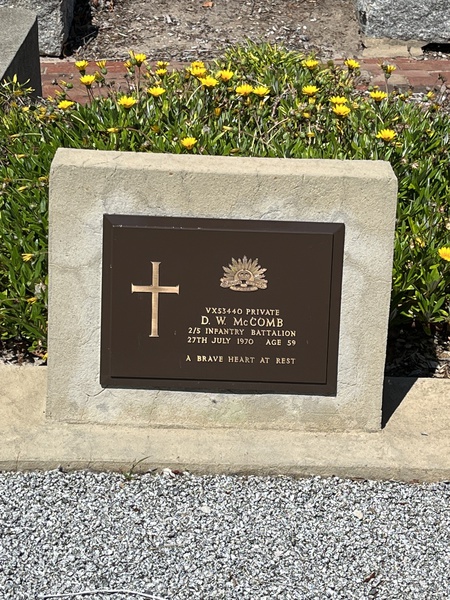 VX53440 PRIVATE
D. W. McCOMB
2/5 INFANTRY BATTALION
27TH JULY 1970 AGE 59
A BRAVE HEART AT REST